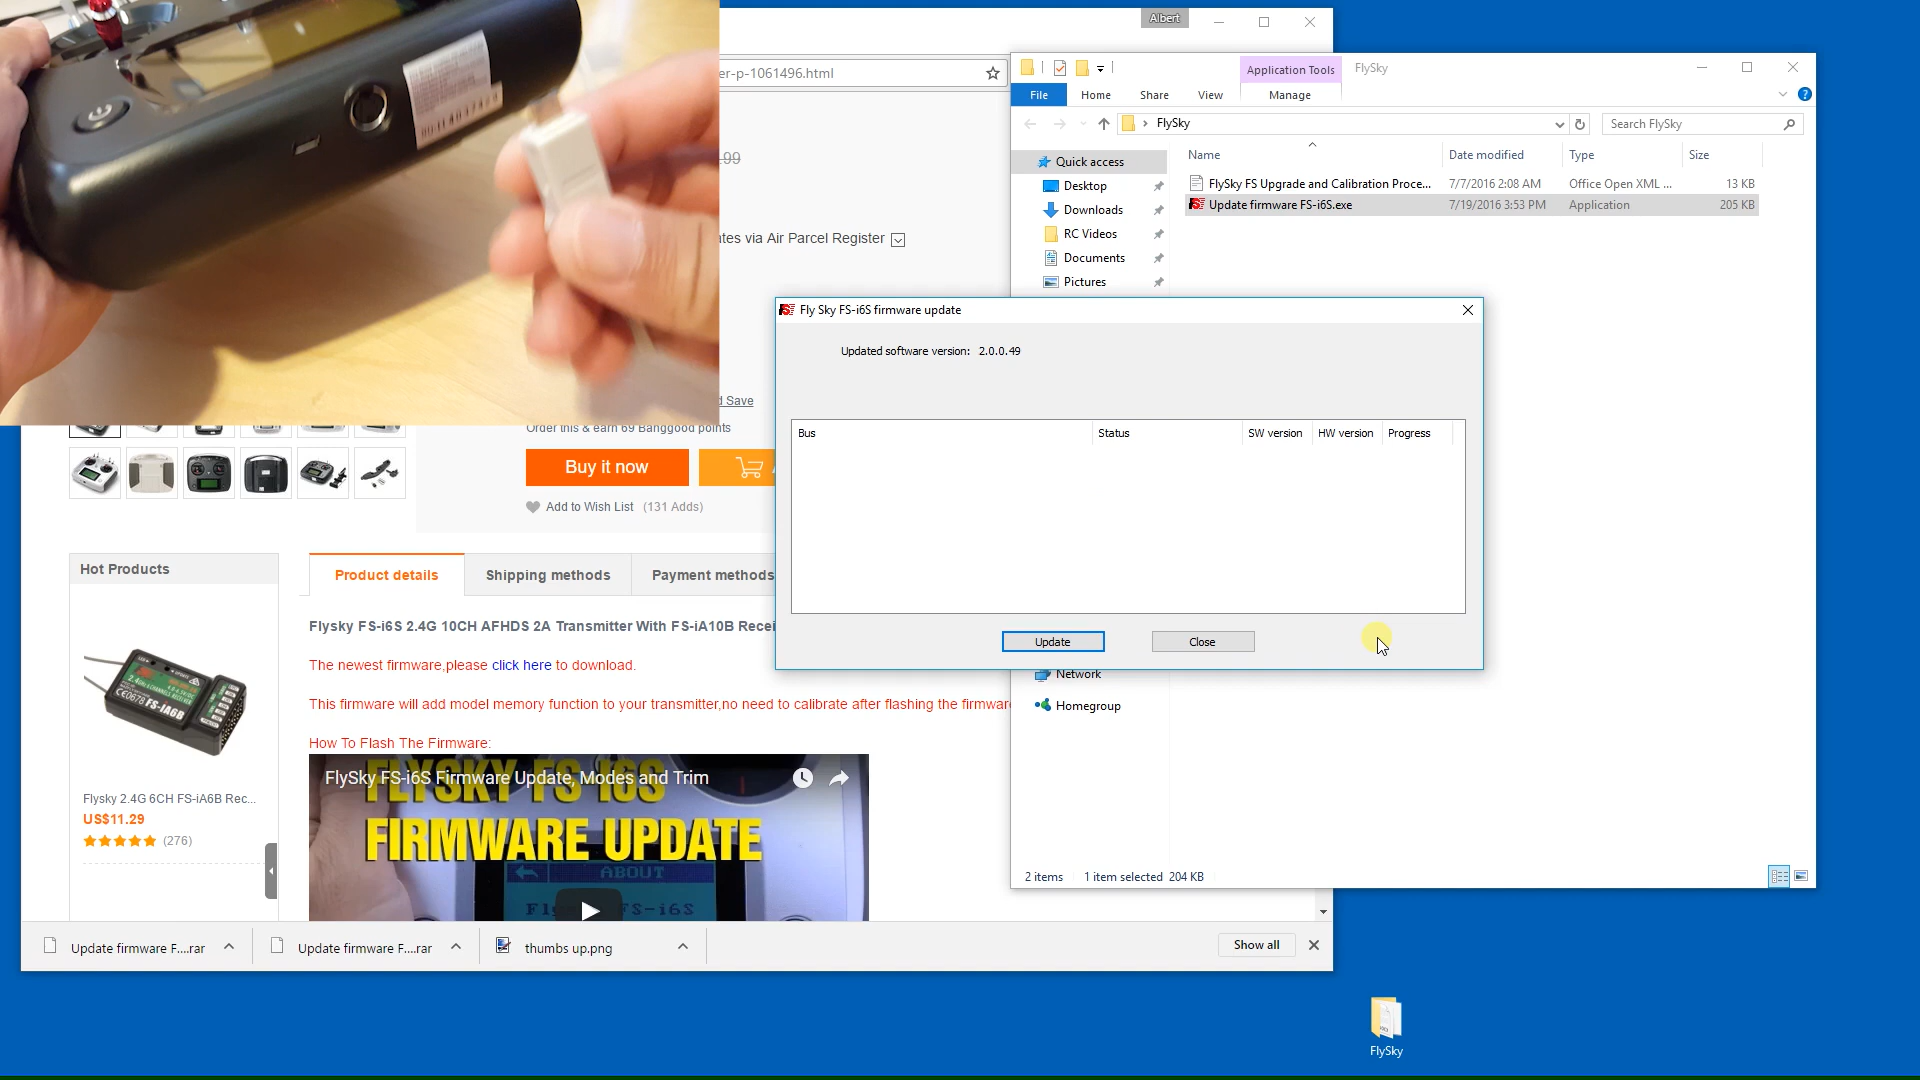 Albert
er-p-1061496.html
.99
tes via Air Parcel Register
d Save
Order this & earn 69 Banggood points
Buy it now
Add to Wish List (131 Adds)
Hot Products
Product details
Shipping methods
Payment methods
Flysky FS-i6S 2.4G 10CH AFHDS 2A Transmitter With FS-iA10B Recei
The newest firmware,please click here to download.
This firmware will add model memory function to your transmitter,no need to calibrate after flashing the firmwar
How To Flash The Firmware:
FlySky FS-i6S Firmware Update, Modes and Trim
FLYSKY FS I6S
FIRMWARE UPDATE
ABOUT
FS-i6S
FS-IA6B
Flysky 2.4G 6CH FS-iA6B Rec...
US$11.29
(276)
Update firmware F....rar
Update firmware F....rar
thumbs up.png
Show all
Application Tools
FlySky
File
Home
Share
View
Manage
FlySky
Search FlySky
Quick access
Desktop
Downloads
RC Videos
Documents
Pictures
Network
Homegroup
Name
Date modified
Type
Size
FlySky FS Upgrade and Calibration Proce...
7/7/2016 2:08 AM
Office Open XML ...
13 KB
Update firmware FS-i6S.exe
7/19/2016 3:53 PM
Application
205 KB
2 items
1 item selected 204 KB
Fly Sky FS-i6S firmware update
Updated software version: 2.0.0.49
Bus
Status
SW version
HW version
Progress
Update
Close
FlySky